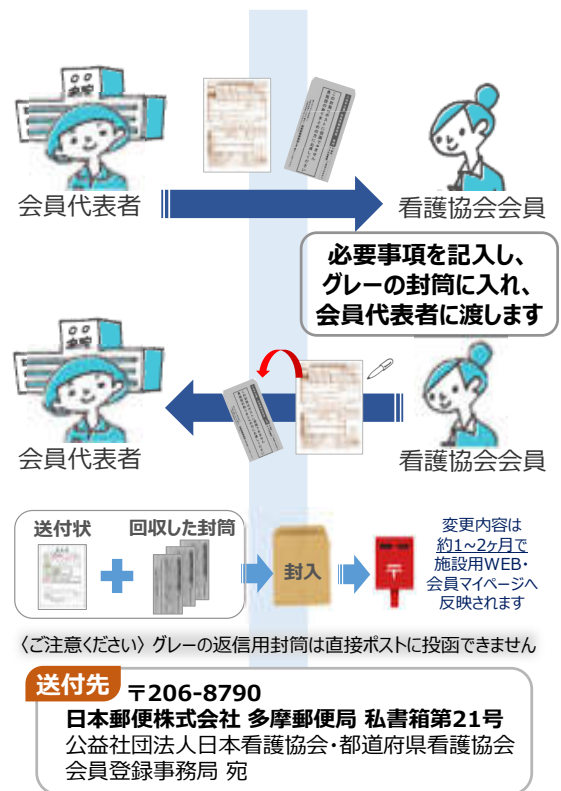 会員代表者
看護協会会員
必要事項を記入し、
グレーの封筒に入れ、
会員代表者に渡します
会員代表者
看護協会会員
送付状
回収した封筒
封入
変更内容は
約1~2ヶ月で
施設用WEB・
会員マイページへ
反映されます
〈ご注意ください〉グレーの返信用封筒は直接ポストに投函できません
送付先
〒206-8790
日本郵便株式会社 多摩郵便局 私書箱第21号
公益社団法人日本看護協会・都道府県看護協会
会員登録事務局 宛